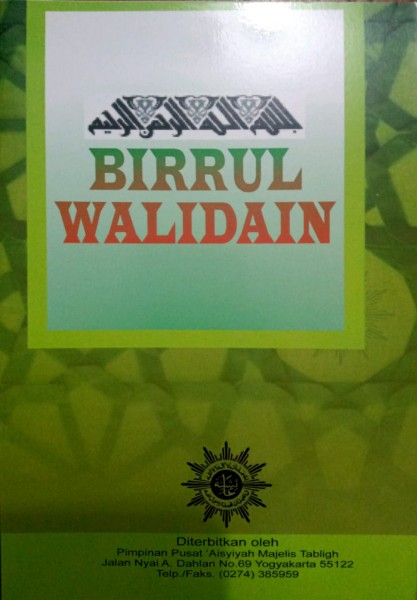 بسم الله الرحمن الرحيم
BIRRUL
WALIDAIN
Diterbitkan oleh
Pimpinan Pusat 'Aisyiyah Majelis Tabligh
Jalan Nyai A. Dahlan No.69 Yogyakarta 55122
Telp./Faks. (0274) 385959